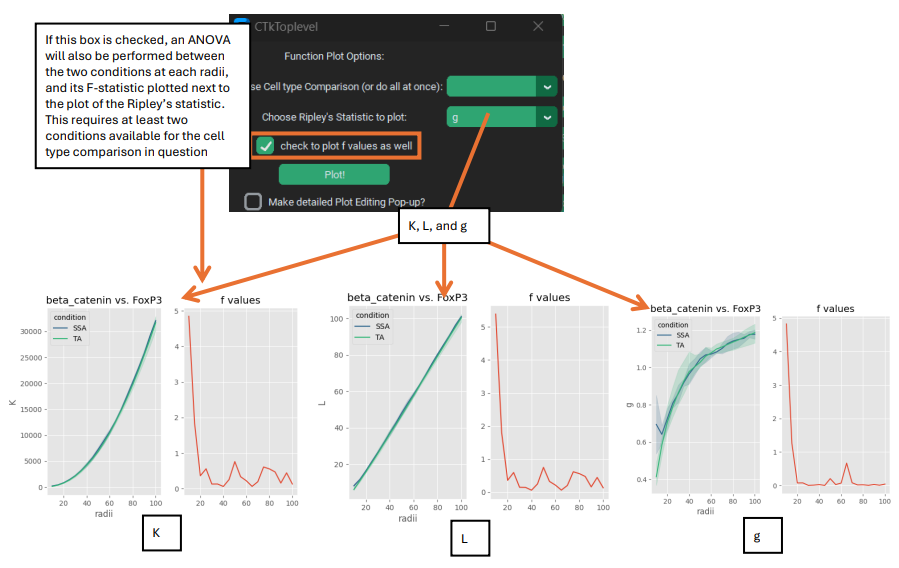 If this box is checked, an ANOVA
will also be performed between
the two conditions at each radii,
and its F-statistic plotted next to
the plot of the Ripley's statistic.
This requires at least two
conditions available for the cell
type comparison in question
CTkToplevel
Function Plot Options:
se Cell type Comparison (or do all at once):
Choose Ripley's Statistic to plot:
g
check to plot f values as well
Plot!
Make detailed Plot Editing Pop-up?
K, L, and g
beta_catenin vs. FoxP3
condition
SSA
TA
30000
25000
20000
15000
10000
5000
0
K
20 40 60 80 100
radii
f values
5
4
3
2
1
0
20 40 60 80 100
K
beta_catenin vs. FoxP3
condition
SSA
TA
100
80
60
40
20
L
20 40 60 80 100
radii
f values
5
4
3
2
1
0
20 40 60 80 100
L
beta_catenin vs. FoxP3
condition
SSA
TA
1.2
1.0
0.8
0.6
0.4
g
20 40 60 80 100
radii
f values
5
4
3
2
1
0
20 40 60 80 100
g